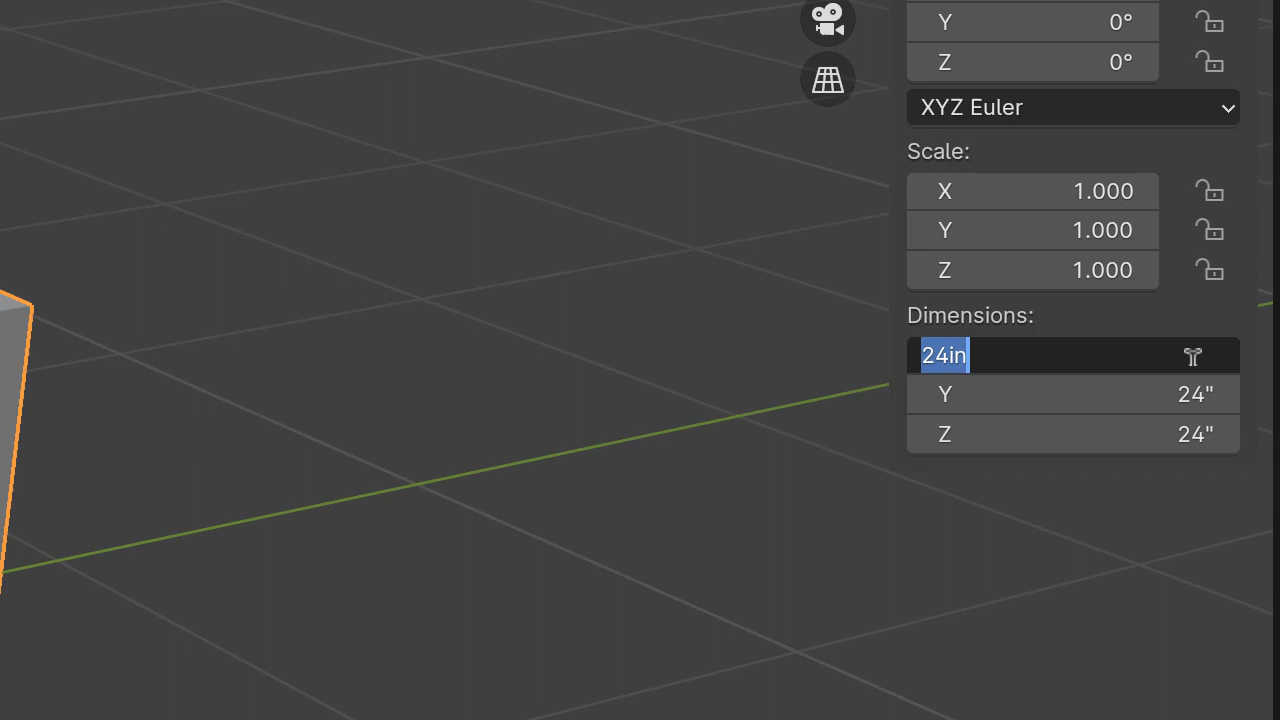 Y 0°
Z 0°
XYZ Euler
Scale:
X 1.000
Y 1.000
Z 1.000
Dimensions:
24in
Y 24"
Z 24"